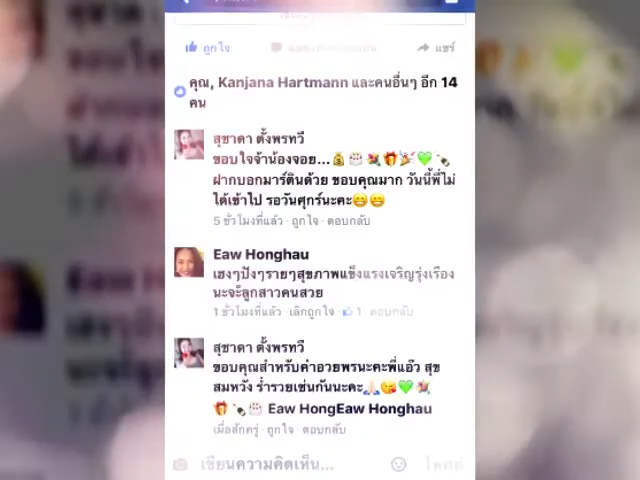 ถูกใจ
แชร์
คุณ, Kanjana Hartmann และคนอื่นๆ อีก 14
คน
สุชาดา ตั้งพรทวี
ขอบใจจ้าน้องจอย...💰🎂💐🎁🎉💚🍾
ฝากบอกมาร์ตินด้วย ขอบคุณมาก วันนี้พี่ไม่
ได้เข้าไป รอวันศุกร์นะคะ😁😁
5 ชั่วโมงที่แล้ว · ถูกใจ · ตอบกลับ
Eaw Honghau
เฮงๆปังๆรายๆสุขภาพแข็งแรงเจริญรุ่งเรือง
นะจ๊ะลูกสาวคนสวย
1 ชั่วโมงที่แล้ว · เลิกถูกใจ · 1 · ตอบกลับ
สุชาดา ตั้งพรทวี
ขอบคุณสำหรับคำอวยพรนะคะพี่แอ๊ว สุข
สมหวัง ร่ำรวยเช่นกันนะคะ🙏🏻😘💚💐
🎁🍾🎂 Eaw HongEaw Honghau
เมื่อสักครู่ · ถูกใจ · ตอบกลับ
เขียนความคิดเห็น...
โพสต์